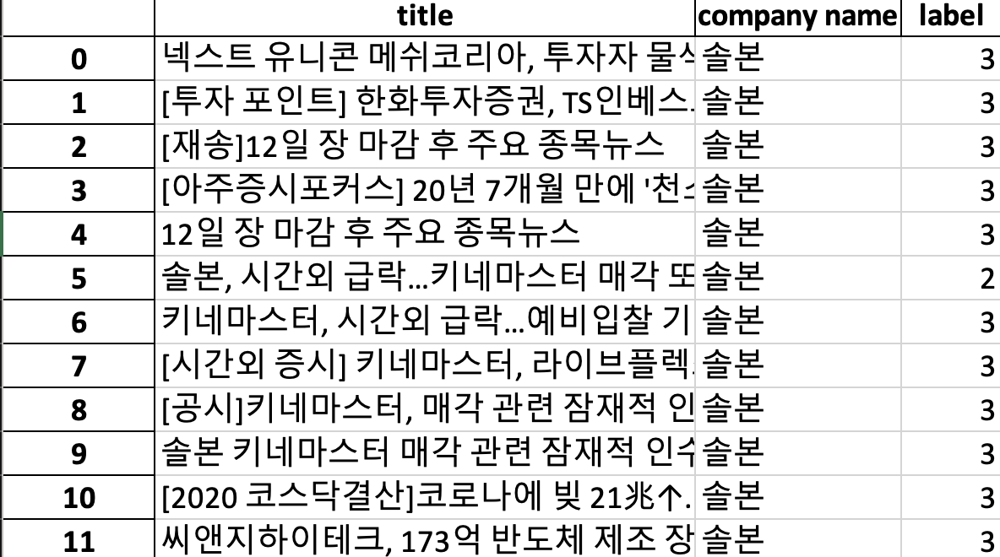 title company name label
0 넥스트 유니콘 메쉬코리아, 투자자 솔본 3
1 [투자 포인트] 한화투자증권, TS인베스 솔본 3
2 [재송]12일 장 마감 후 주요 종목뉴스 솔본 3
3 [아주증시포커스] 20년 7개월 만에 솔본 3
4 12일 장 마감 후 주요 종목뉴스 솔본 3
5 솔본, 시간외 급락...키네마스터 매각 또 솔본 2
6 키네마스터, 시간외 급락...예비입찰 기 솔본 3
7 [시간외 증시] 키네마스터, 라이브플렉 솔본 3
8 [공시]키네마스터, 매각 관련 잠재적 인 솔본 3
9 솔본 키네마스터 매각 관련 잠재적 솔본 3
10 [2020 코스닥결산]코로나에 빚 21兆↑. 솔본 3
11 씨앤지하이테크, 173억 반도체 제조 장 솔본 3